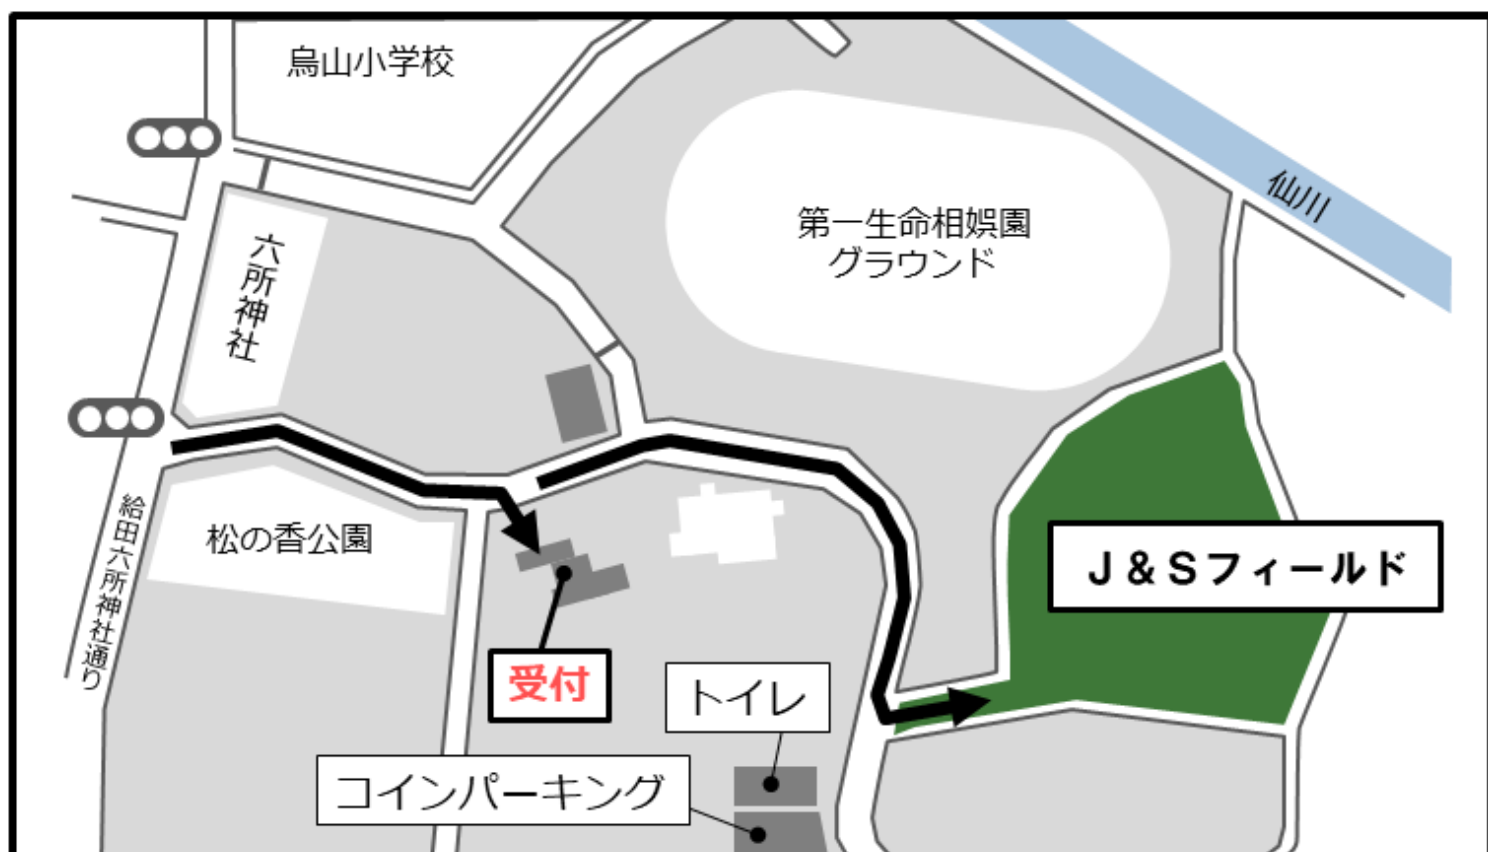 烏山小学校
仙川
第一生命相娯園
グラウンド
六所神社
松の香公園
給田六所神社通り
J&Sフィールド
受付
トイレ
コインパーキング